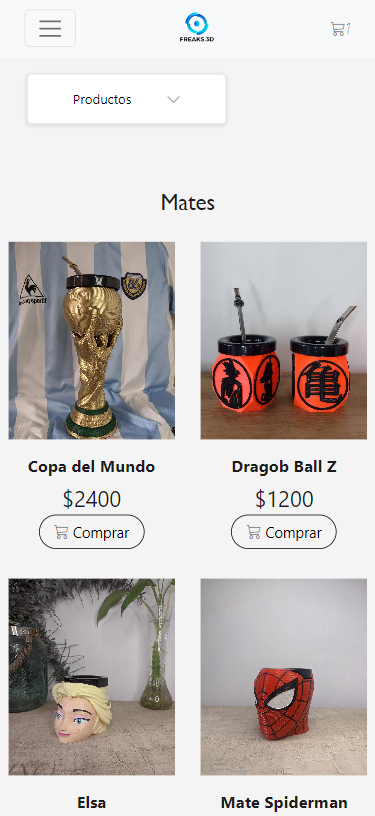 FREAKS 3D
1
Productos
Mates
Copa del Mundo
Dragob Ball Z
$2400
$1200
Comprar
Comprar
Elsa
Mate Spiderman